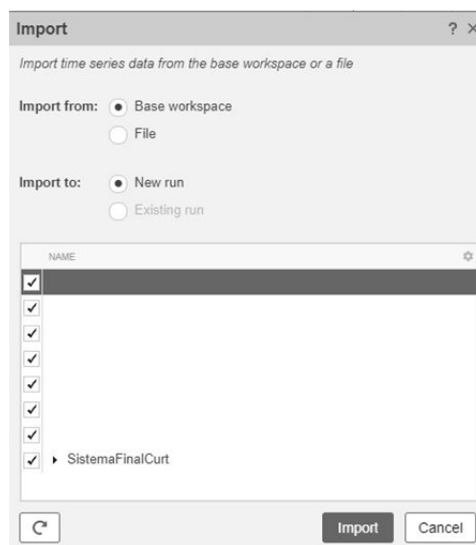 Import
? ×
Import time series data from the base workspace or a file
Import from: Base workspace
File
Import to: New run
Existing run
NAME
SistemaFinalCurt
Import Cancel